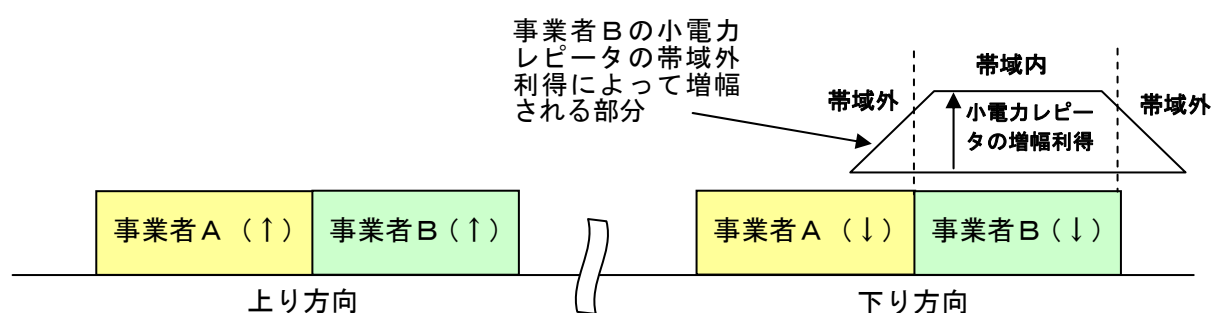 事業者Ｂの小電力
レピータの帯域外
利得によって増幅
される部分
帯域内
帯域外
小電力レピー
タの増幅利得
帯域外
事業者Ａ（↑）
事業者Ｂ（↑）
事業者Ａ（↓）
事業者Ｂ（↓）
上り方向
下り方向